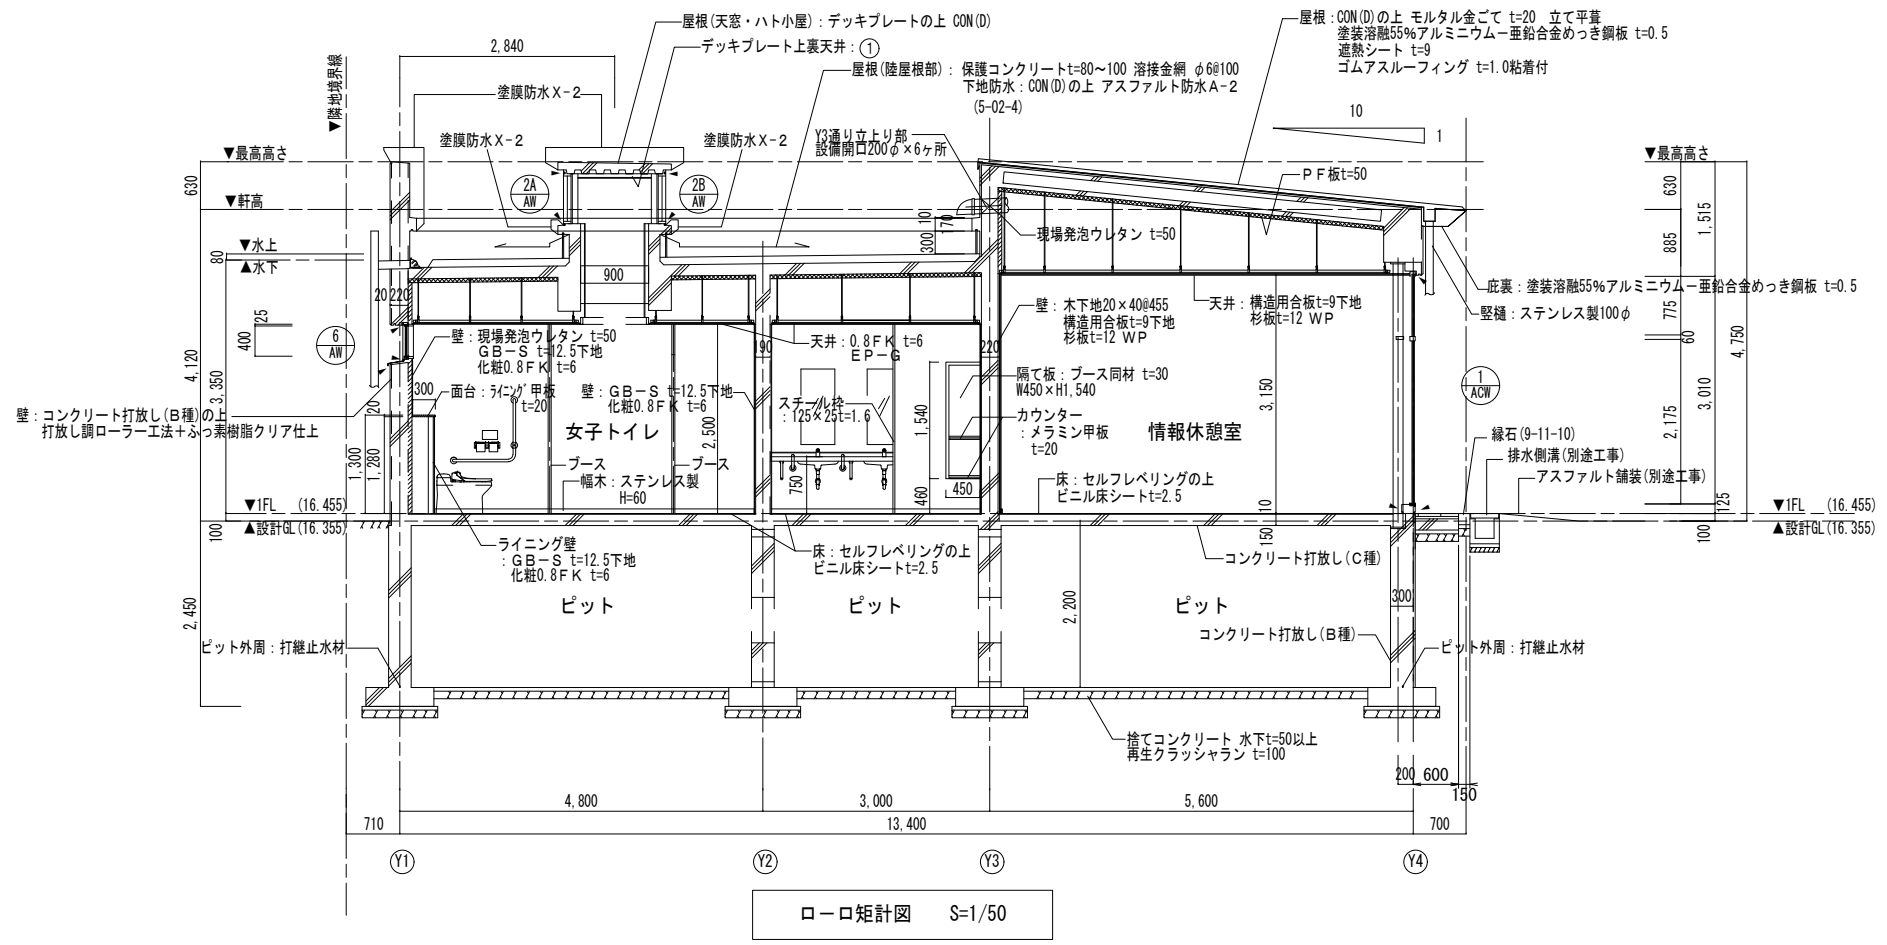 屋根(天窓・ハト小屋):デッキプレートの上 CON(D)
デッキプレート上裏天井:①
屋根(陸屋根部): 保護コンクリートt=80〜100 溶接金網 φ6@100
下地防水:CON(D)の上 アスファルト防水A-2
(5-02-4)
屋根:CON(D)の上 モルタル金ごて t=20 立て平葺
塗装溶融55%アルミニウムー亜鉛合金めっき鋼板 t=0.5
遮熱シート t=9
ゴムアスルーフィング t=1.0粘着付
10
1
2,840
▼隣地境界線
塗膜防水X-2
塗膜防水X-2
塗膜防水X-2
Y3通り立上り部
設備開口200φ×6ヶ所
▼最高高さ
▼最高高さ
630
630
2A
AW
2B
AW
PF板t=50
▼軒高
10
170
300
現場発泡ウレタン t=50
1,515
885
▼水上
80
▲水下
900
20
220
庇裏:塗装溶融55%アルミニウムー亜鉛合金めっき鋼板 t=0.5
天井:構造用合板t=9下地
杉板t=12 WP
竪樋:ステンレス製100φ
775
60
4,750
25
400
6
AW
壁:現場発泡ウレタン t=50
GB-S t=12.5下地
化粧0.8FK t=6
190
天井:0.8FK t=6
EP-G
壁:木下地20×40@455
構造用合板t=9下地
杉板t=12 WP
220
4,120
3,350
300
面台:ライニング甲板
t=20
壁:GB-S t=12.5下地
化粧0.8FK t=6
スチール枠
:125×25t=1.6
隔て板:ブース同材 t=30
W450×H1,540
1
ACW
20
壁:コンクリート打放し(B種)の上
打放し調ローラー工法+ふっ素樹脂クリア仕上
女子トイレ
2,500
1,540
カウンター
:メラミン甲板
t=20
3,150
情報休憩室
2,175
3,010
縁石(9-11-10)
排水側溝(別途工事)
アスファルト舗装(別途工事)
1,300
1,280
ブース
ブース
幅木:ステンレス製
H=60
750
460
450
床:セルフレベリングの上
ビニル床シートt=2.5
▼1FL (16.455)
▲設計GL(16.355)
100
10
150
125
100
▼1FL (16.455)
▲設計GL(16.355)
ライニング壁
:GB-S t=12.5下地
化粧0.8FK t=6
床:セルフレベリングの上
ビニル床シートt=2.5
コンクリート打放し(C種)
2,450
ピット
ピット
2,200
ピット
300
コンクリート打放し(B種)
ピット外周:打継止水材
ピット外周:打継止水材
捨てコンクリート 水下t=50以上
再生クラッシャラン t=100
200
600
150
4,800
3,000
5,600
710
13,400
700
Y1
Y2
Y3
Y4
ローロ矩計図 S=1/50